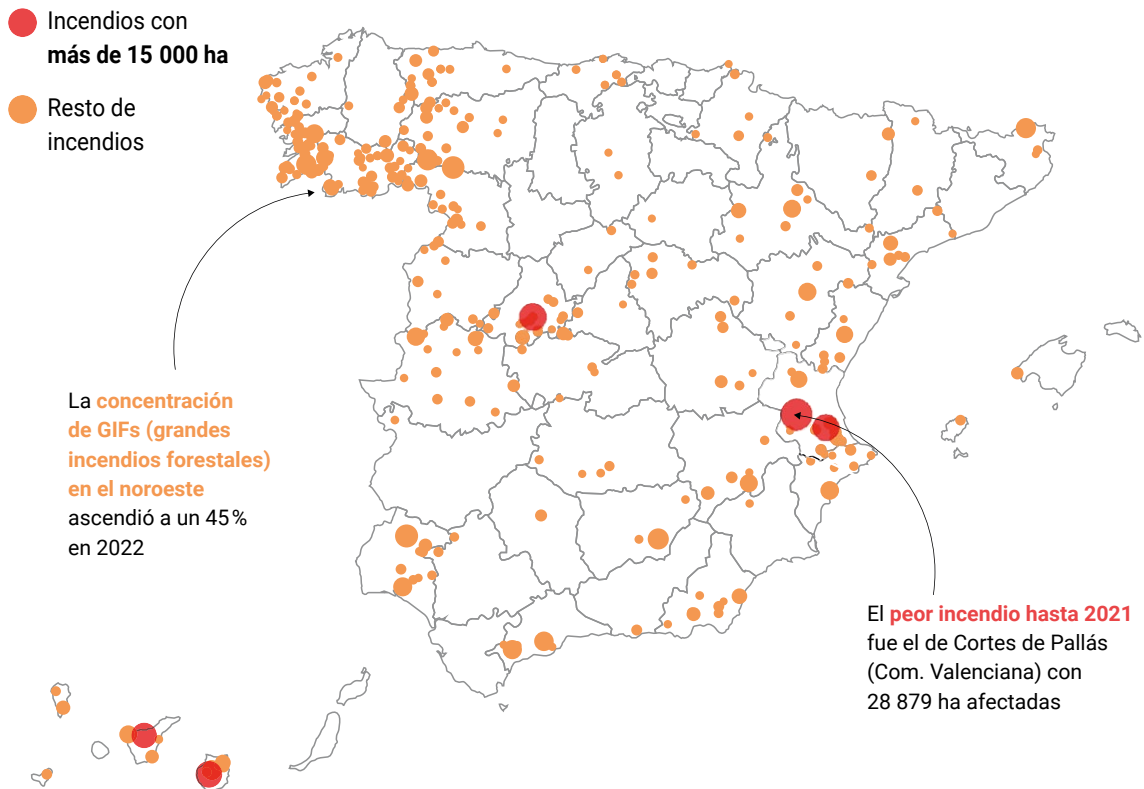 Incendios con
más de 15 000 ha
Resto de
incendios
La concentración
de GIFs (grandes
incendios forestales)
en el noroeste
ascendió a un 45 %
en 2022
El peor incendio hasta 2021
fue el de Cortes de Pallás
(Com. Valenciana) con
28 879 ha afectadas